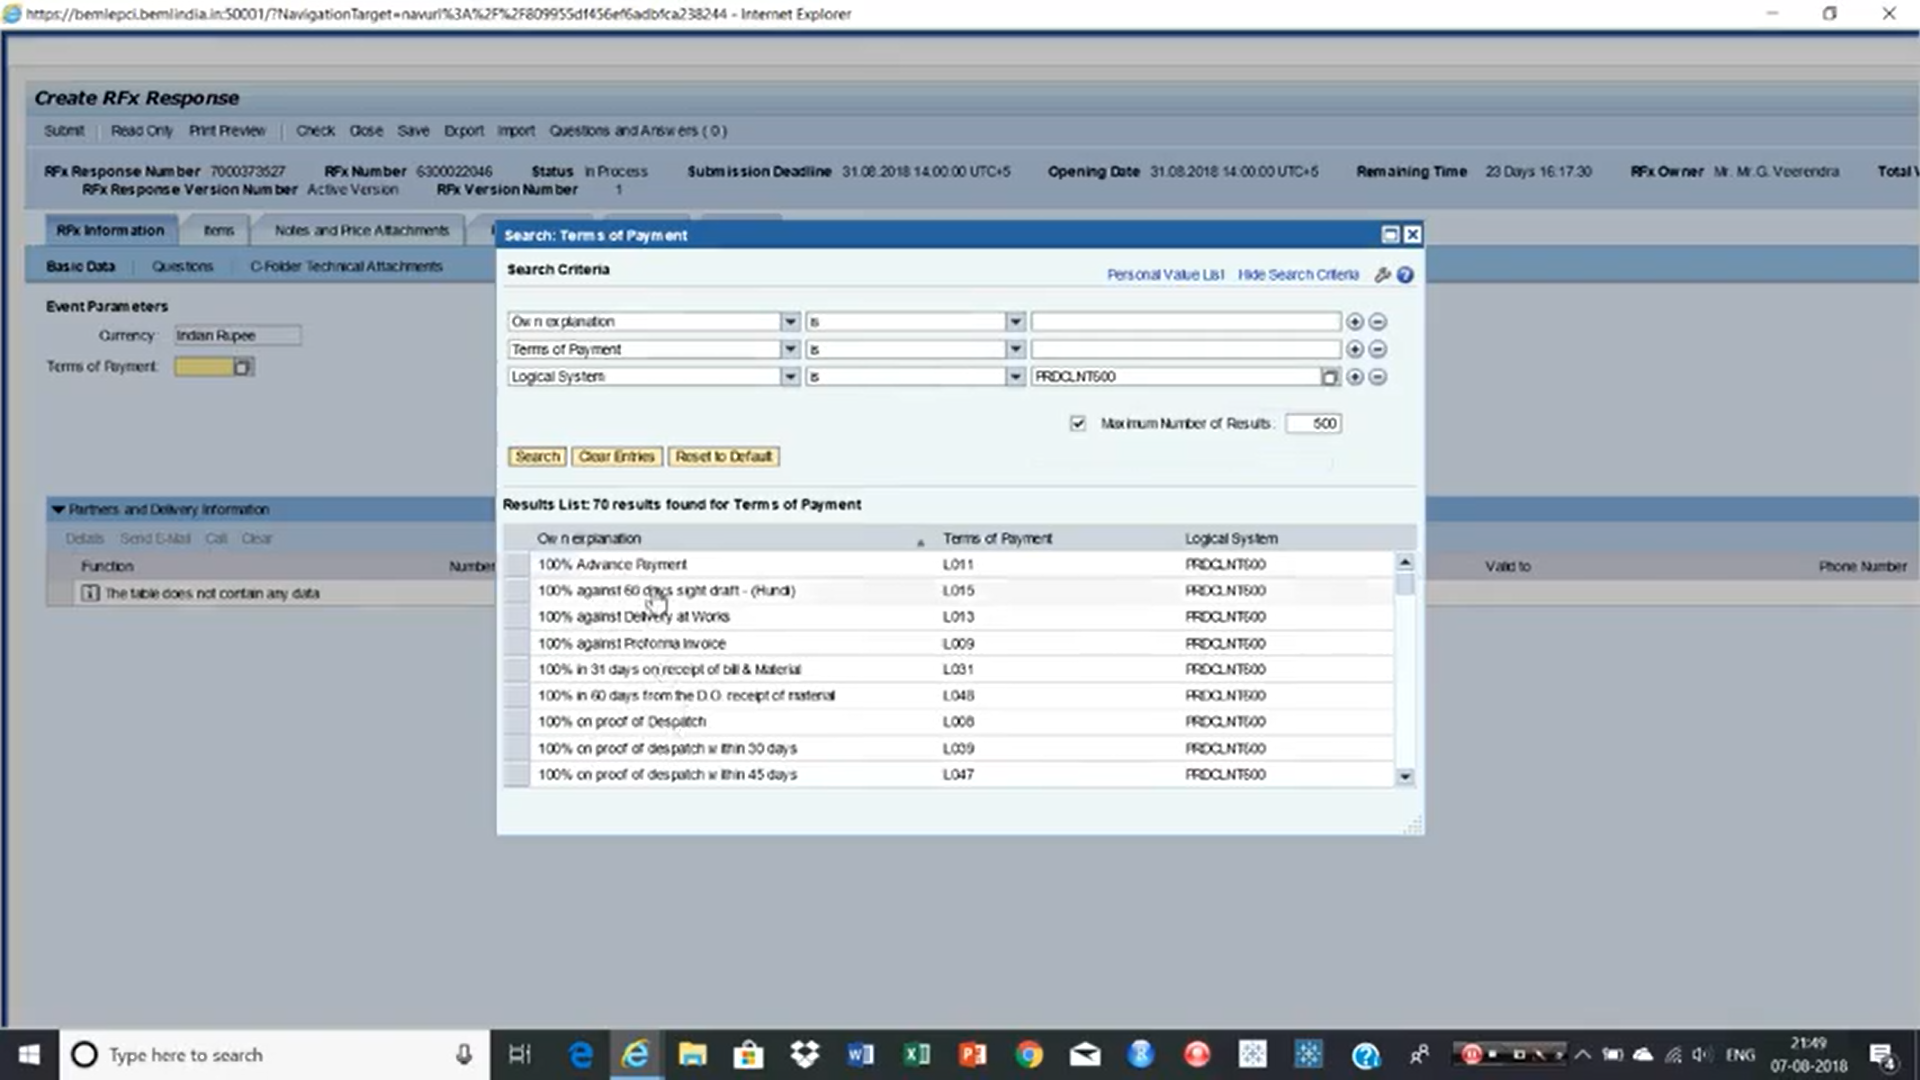 https://bemlepci.bemlindia.in:50001/?NavigationTarget=navurl%3A%2F%2F809955df456ef6adbfca238244 - Internet Explorer
Create RFx Response
Submit Read Only Print Preview Check Close Save Export Import Questions and Answers ( 0 )
RFx Response Number 7000373527 RFx Number 6300022046 Status In Process Submission Deadline 31.08.2018 14:00:00 UTC+5 Opening Date 31.08.2018 14:00:00 UTC+5 Remaining Time 23 Days 16:17:30 RFx Owner Mr. Mr.G. Veerendra Total
RFx Response Version Number Active Version RFx Version Number 1
RFx Information Items Notes and Price Attachments
Basic Data Questions C-Folder Technical Attachments
Event Parameters
Currency: Indian Rupee
Terms of Payment:
Partners and Delivery Information
Details Send E-Mail Call Clear
Function Number Valid to Phone Number
The table does not contain any data
Search: Terms of Payment
Search Criteria
Personal Value List Hide Search Criteria
Own explanation is
Terms of Payment is
Logical System is PRDCLNT500
Maximum Number of Results: 500
Search Clear Entries Reset to Default
Results List: 70 results found for Terms of Payment
Own explanation Terms of Payment Logical System
100% Advance Payment L011 PRDCLNT500
100% against 60 days sight draft - (Hundi) L015 PRDCLNT500
100% against Delivery at Works L013 PRDCLNT500
100% against Proforma Invoice L009 PRDCLNT500
100% in 31 days on receipt of bill & Material L031 PRDCLNT500
100% in 60 days from the D.O. receipt of material L048 PRDCLNT500
100% on proof of Despatch L008 PRDCLNT500
100% on proof of despatch within 30 days L039 PRDCLNT500
100% on proof of despatch within 45 days L047 PRDCLNT500
Type here to search
ENG
21:49
07-08-2018
4